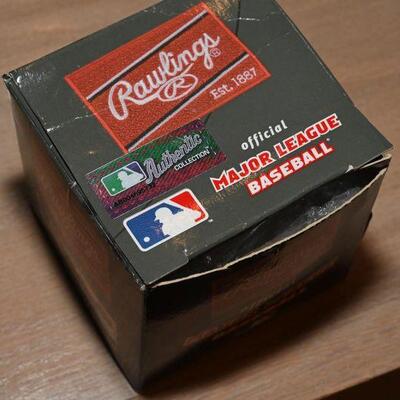 Rawlings®
R
Est. 1887
Authentic
COLLECTION
official
MAJOR LEAGUE
BASEBALL®